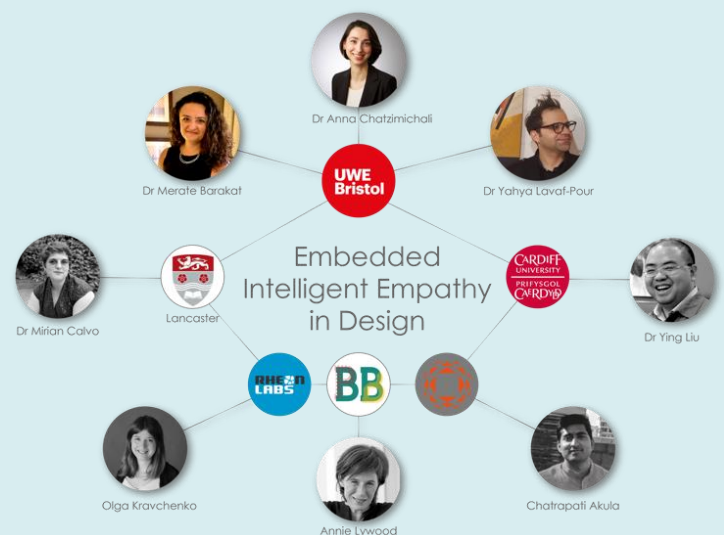 Dr Anna Chatzimichali
Dr Merate Barakat
UWE
Bristol
Dr Yahya Lavaf-Pour
Embedded
Intelligent Empathy
in Design
Lancaster
CARDIFF
UNIVERSITY
PRIFYSGOL
CAERDYDD
Dr Mirian Calvo
Dr Ying Liu
RHEON
LABS
BB
Olga Kravchenko
Chatrapati Akula
Annie Lywood